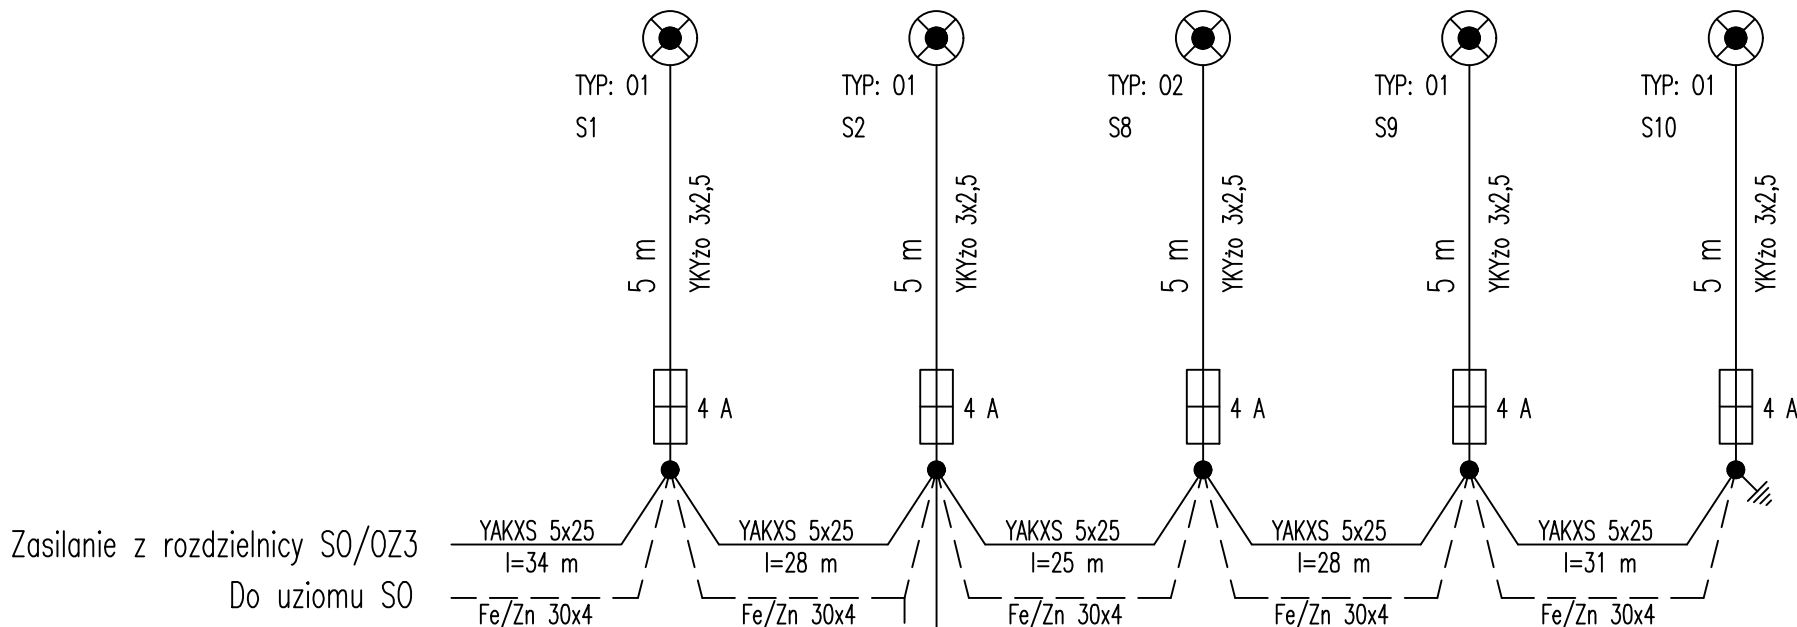 TYP: 01 TYP: 01 TYP: 02 TYP: 01 TYP: 01
S1 S2 S8 S9 S10
5 m YKYżo 3x2,5 5 m YKYżo 3x2,5 5 m YKYżo 3x2,5 5 m YKYżo 3x2,5 5 m YKYżo 3x2,5
4 A 4 A 4 A 4 A 4 A
YAKXS 5x25 YAKXS 5x25 YAKXS 5x25 YAKXS 5x25 YAKXS 5x25
Zasilanie z rozdzielnicy SO/OZ3
l=34 m l=28 m l=25 m l=28 m l=31 m
Do uziomu SO
Fe/Zn 30x4 Fe/Zn 30x4 Fe/Zn 30x4 Fe/Zn 30x4 Fe/Zn 30x4